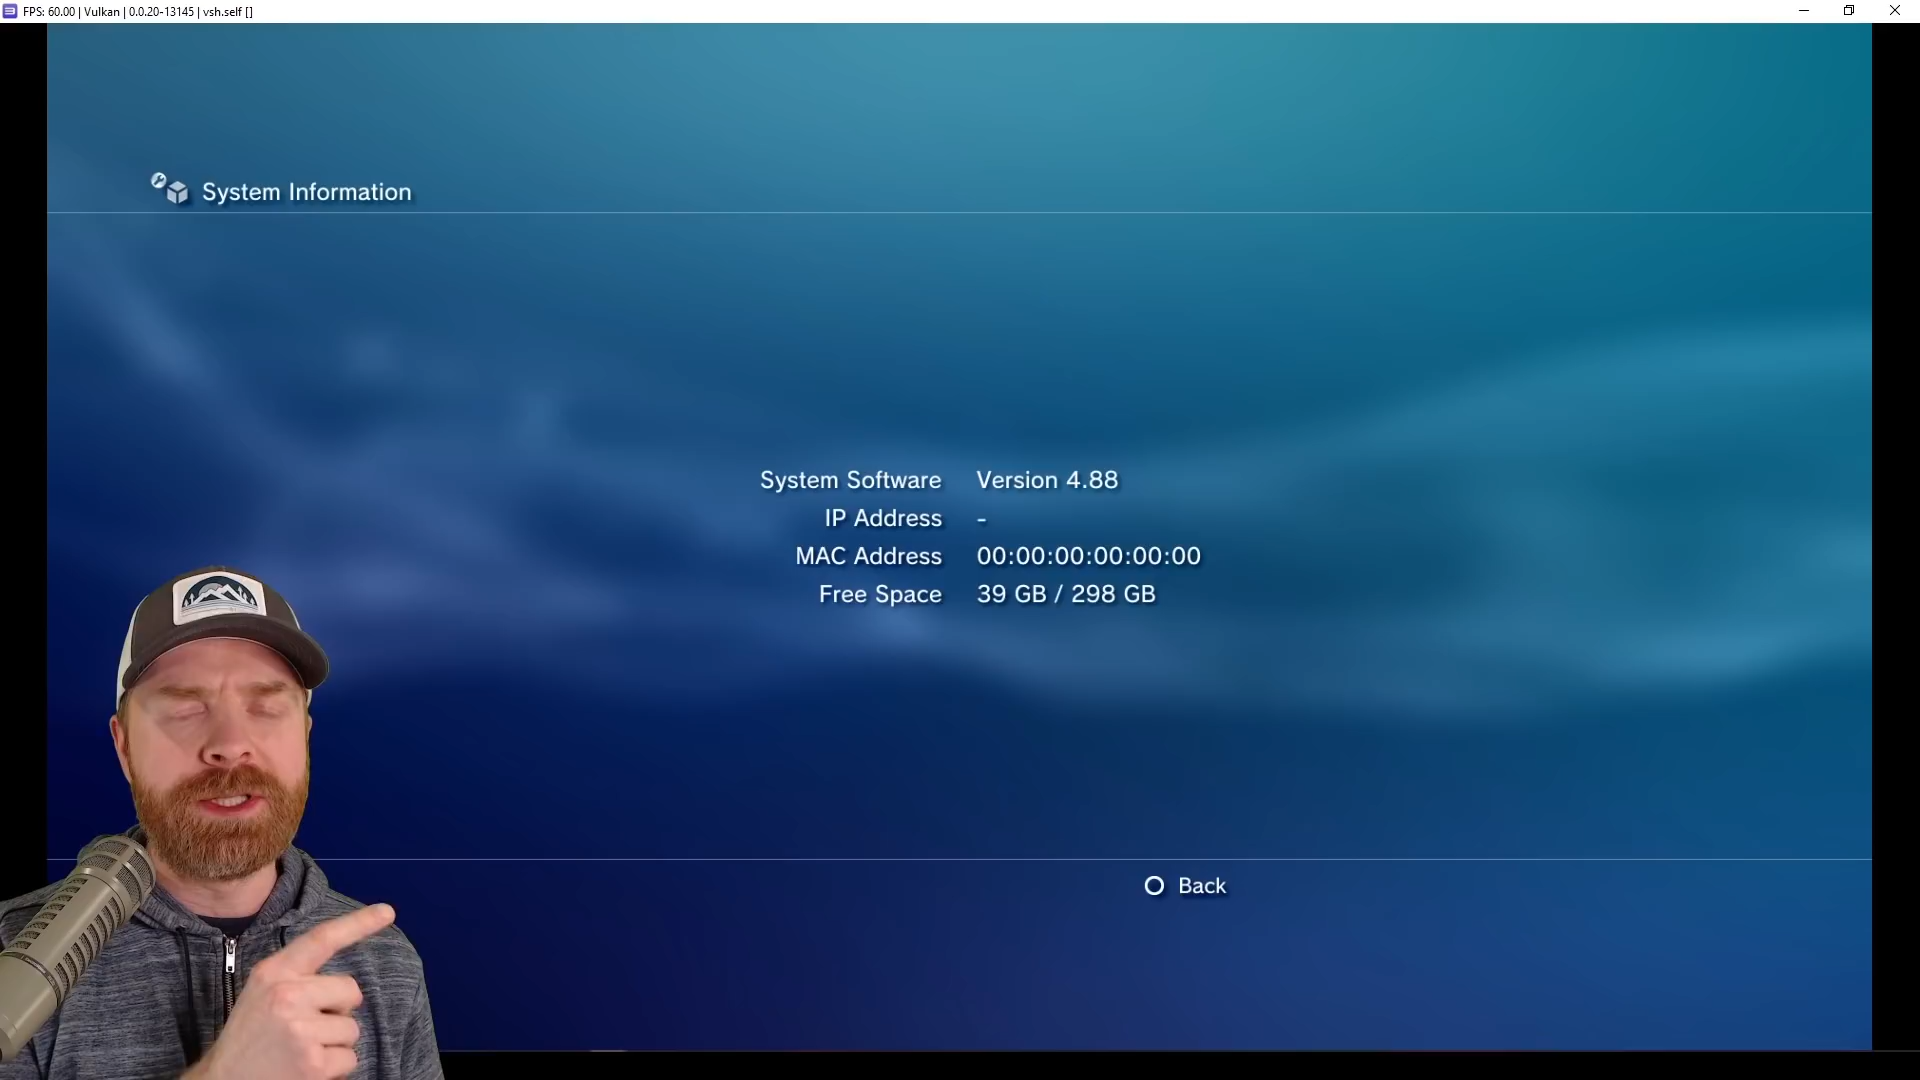 FPS: 60.00 | Vulkan | 0.0.20-13145 | vsh.self []
System Information
System Software Version 4.88
IP Address -
MAC Address 00:00:00:00:00:00
Free Space 39 GB / 298 GB
Back